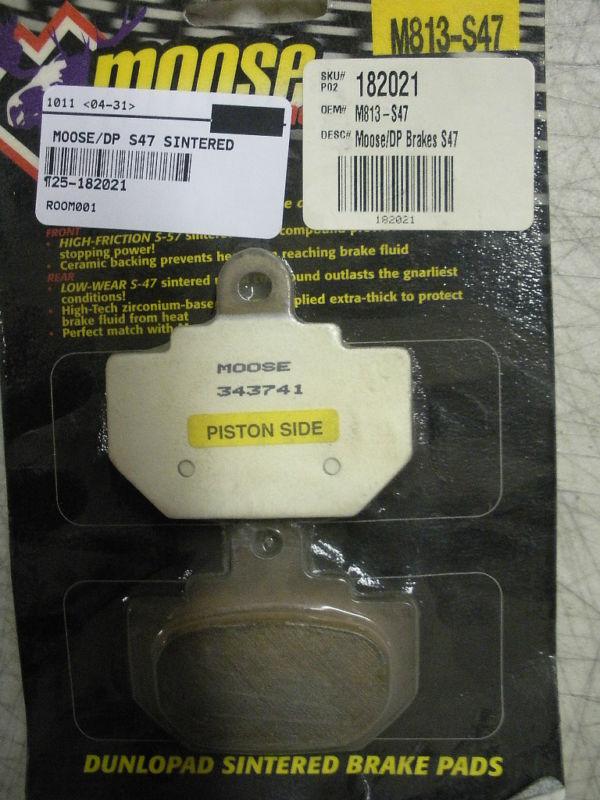 moose
M813-S47
1011 <04-31>
MOOSE/DP S47 SINTERED
T25-182021
ROOM001
SKU# 182021
P02
OEM# M813-S47
DESC# Moose/DP Brakes S47
182021
FRONT
• HIGH-FRICTION S-57 compound
stopping power!
• Ceramic backing prevents reaching brake fluid
REAR
• LOW-WEAR S-47 sintered outlasts the gnarliest
conditions!
• High-Tech zirconium-base plied extra-thick to protect
brake fluid from heat
• Perfect match with
MOOSE
343741
PISTON SIDE
DUNLOPAD SINTERED BRAKE PADS